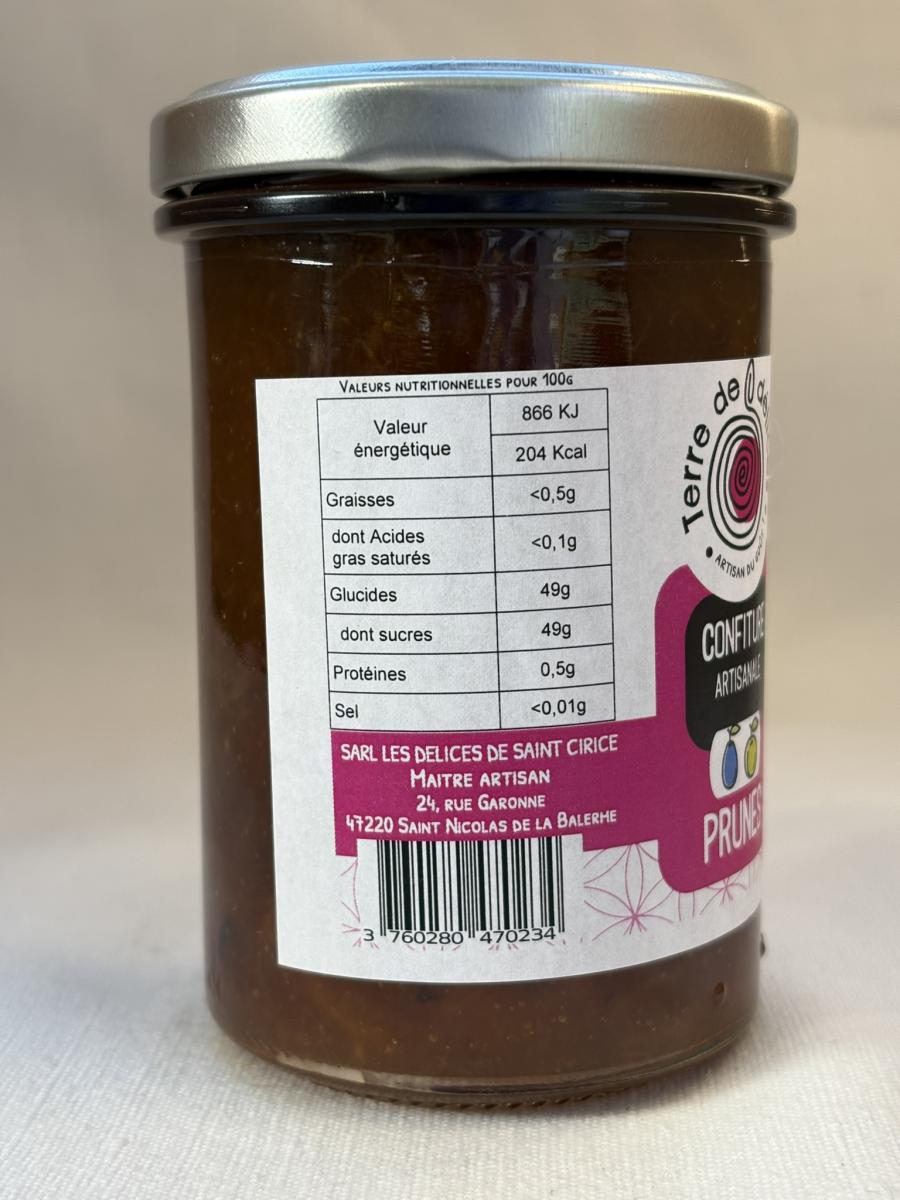 VALEURS NUTRITIONNELLES POUR 100G
Valeur énergétique 866 KJ
204 Kcal
Graisses <0,5g
dont Acides gras saturés <0,1g
Glucides 49g
dont sucres 49g
Protéines 0,5g
Sel <0,01g
SARL LES DELICES DE SAINT CIRICE
MAITRE ARTISAN
24, RUE GARONNE
47220 SAINT NICOLAS DE LA BALERME
3 760280 470234
Terre de
ARTISAN DU
CONFITURE
ARTISANALE
PRUNES